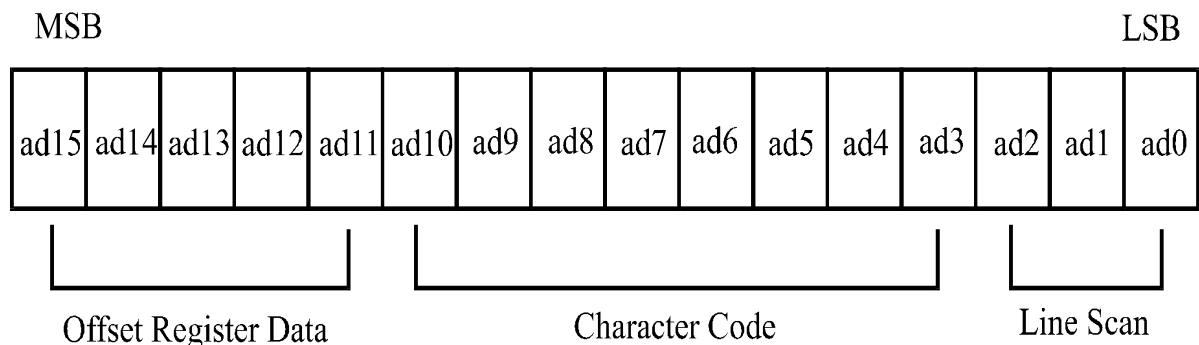 MSB LSB
ad15 ad14 ad13 ad12 ad11 ad10 ad9 ad8 ad7 ad6 ad5 ad4 ad3 ad2 ad1 ad0
Offset Register Data Character Code Line Scan